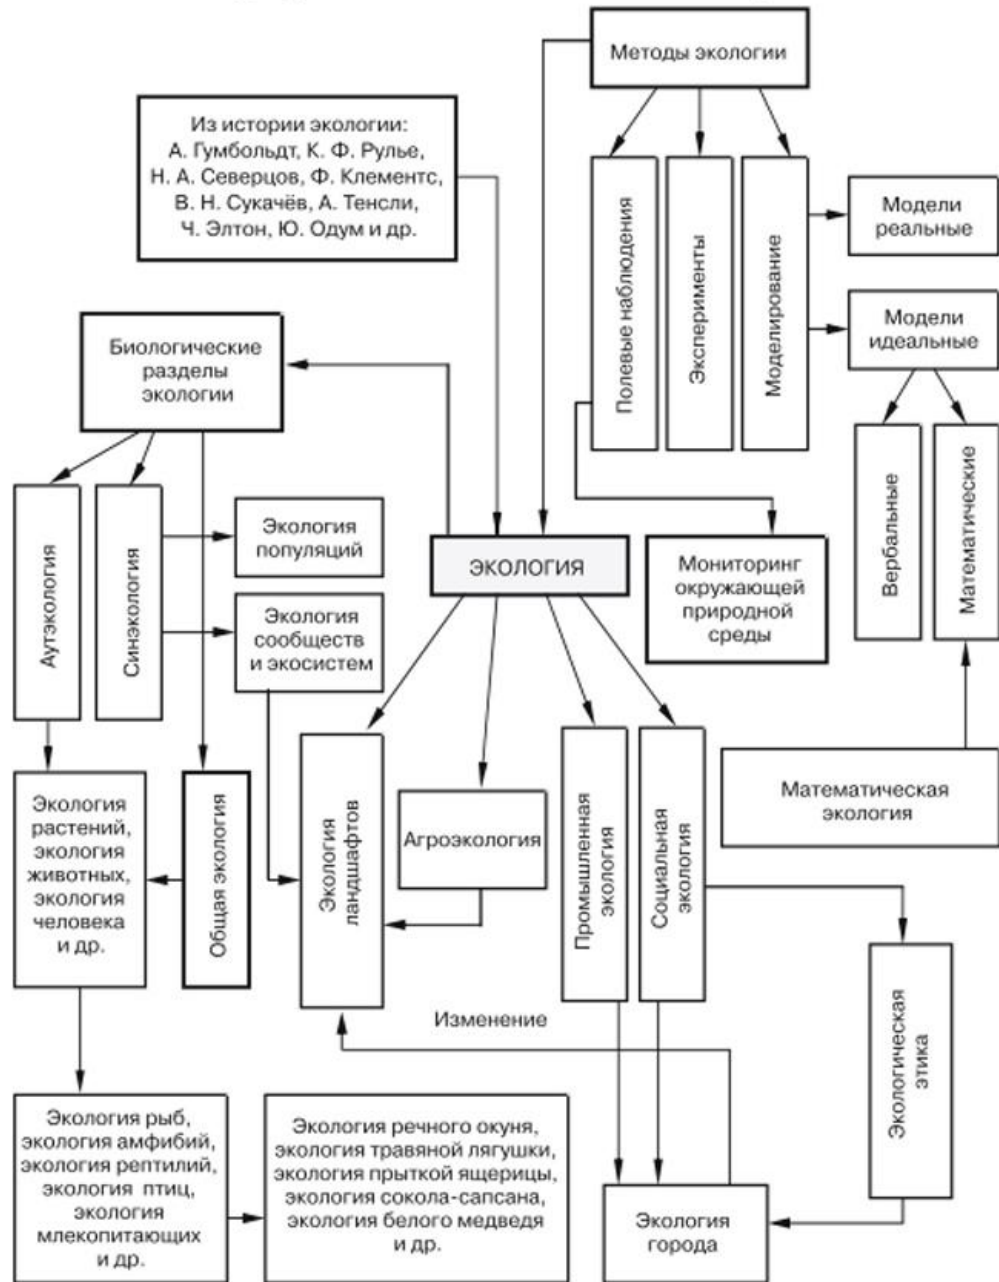 Методы экологии
Из истории экологии:
А. Гумбольдт, К. Ф. Рулье,
Н. А. Северцов, Ф. Клементс,
В. Н. Сукачёв, А. Тенсли,
Ч. Элтон, Ю. Одум и др.
Полевые наблюдения
Эксперименты
Моделирование
Модели
реальные
Модели
идеальные
Вербальные
Математические
Биологические
разделы
экологии
Аутэкология
Синэкология
Экология
популяций
Экология
сообществ
и экосистем
ЭКОЛОГИЯ
Мониторинг
окружающей
природной
среды
Математическая
экология
Экология
растений,
экология
животных,
экология
человека
и др.
Общая экология
Экология
ландшафтов
Агроэкология
Промышленная
экология
Социальная
экология
Экологическая
этика
Изменение
Экология рыб,
экология амфибий,
экология рептилий,
экология птиц,
экология
млекопитающих
и др.
Экология речного окуня,
экология травяной лягушки,
экология прыткой ящерицы,
экология сокола-сапсана,
экология белого медведя
и др.
Экология
города